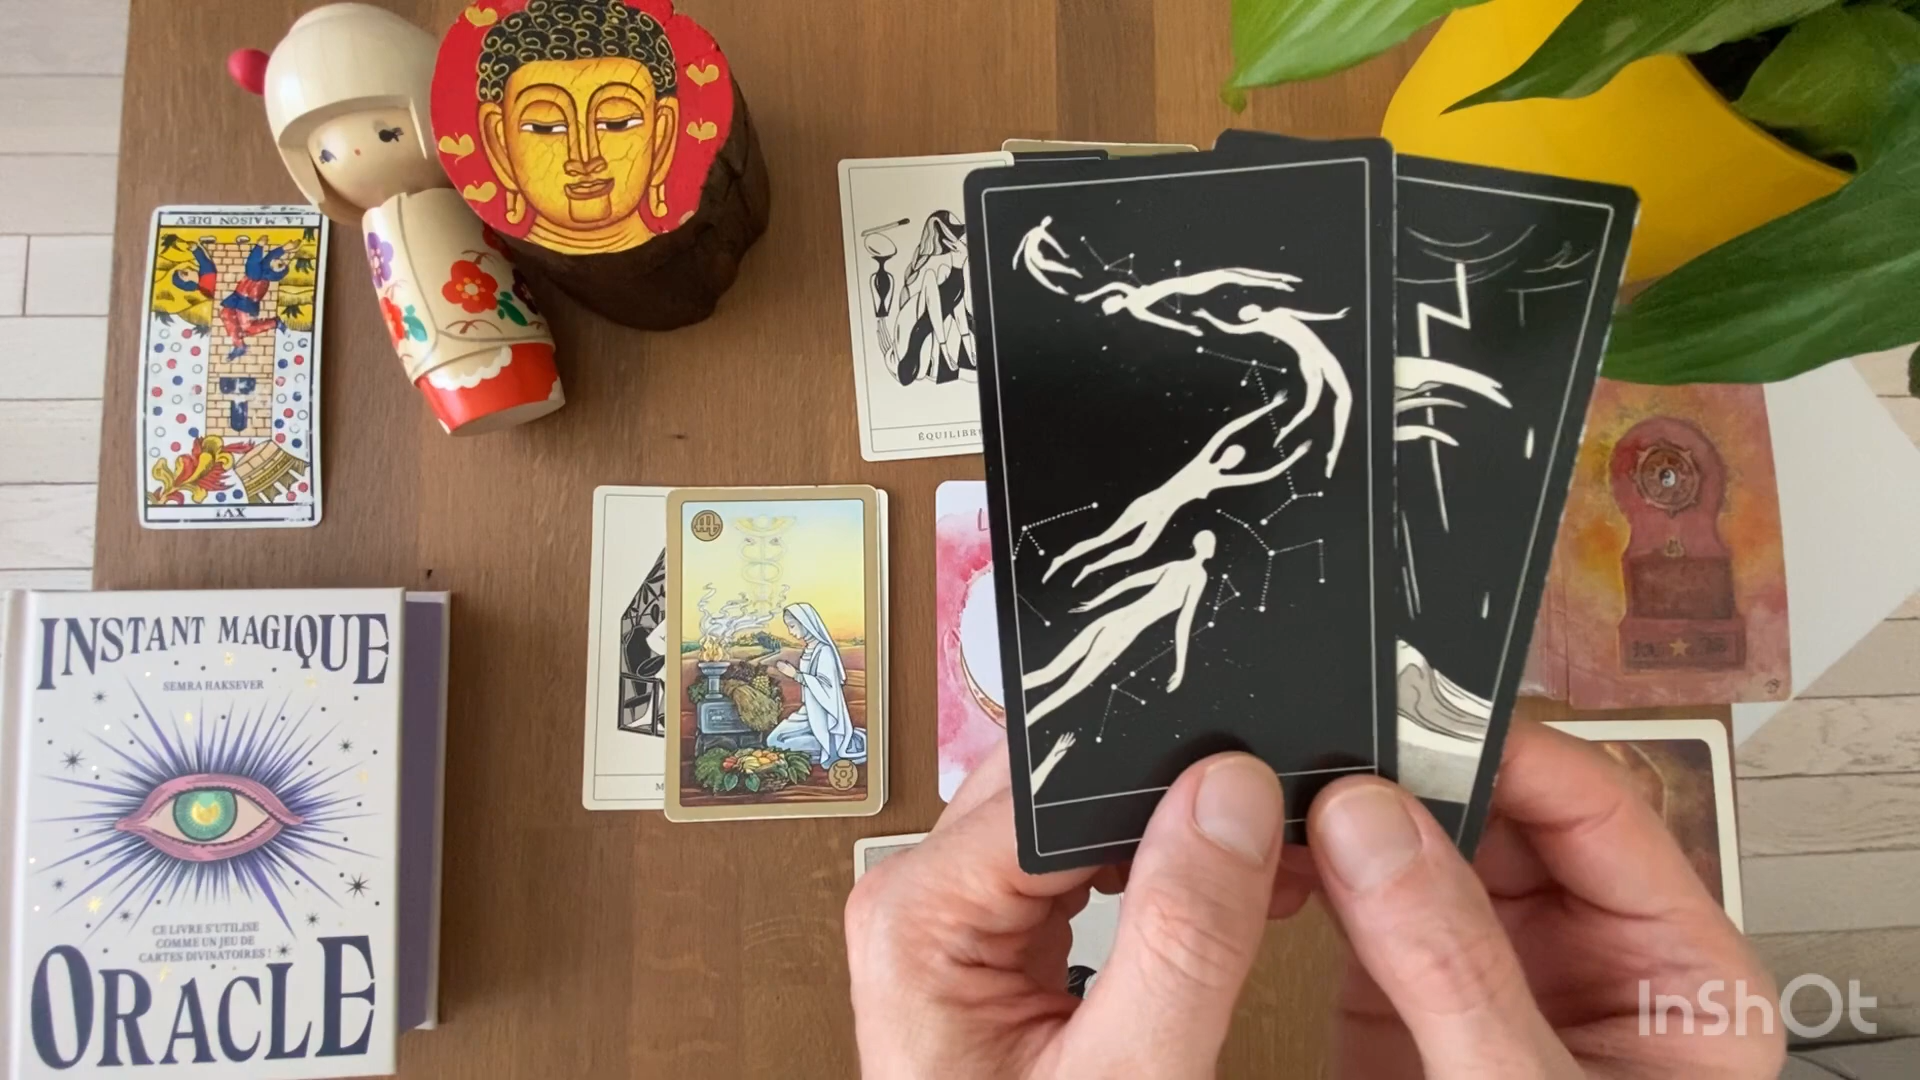 LA MAISON DIEV
XVI
ÉQUILIBR
INSTANT MAGIQUE
SEMRA HAKSEVER
CE LIVRE S'UTILISE
COMME UN JEU DE
CARTES DIVINATOIRES !
ORACLE
L
M
InShOt